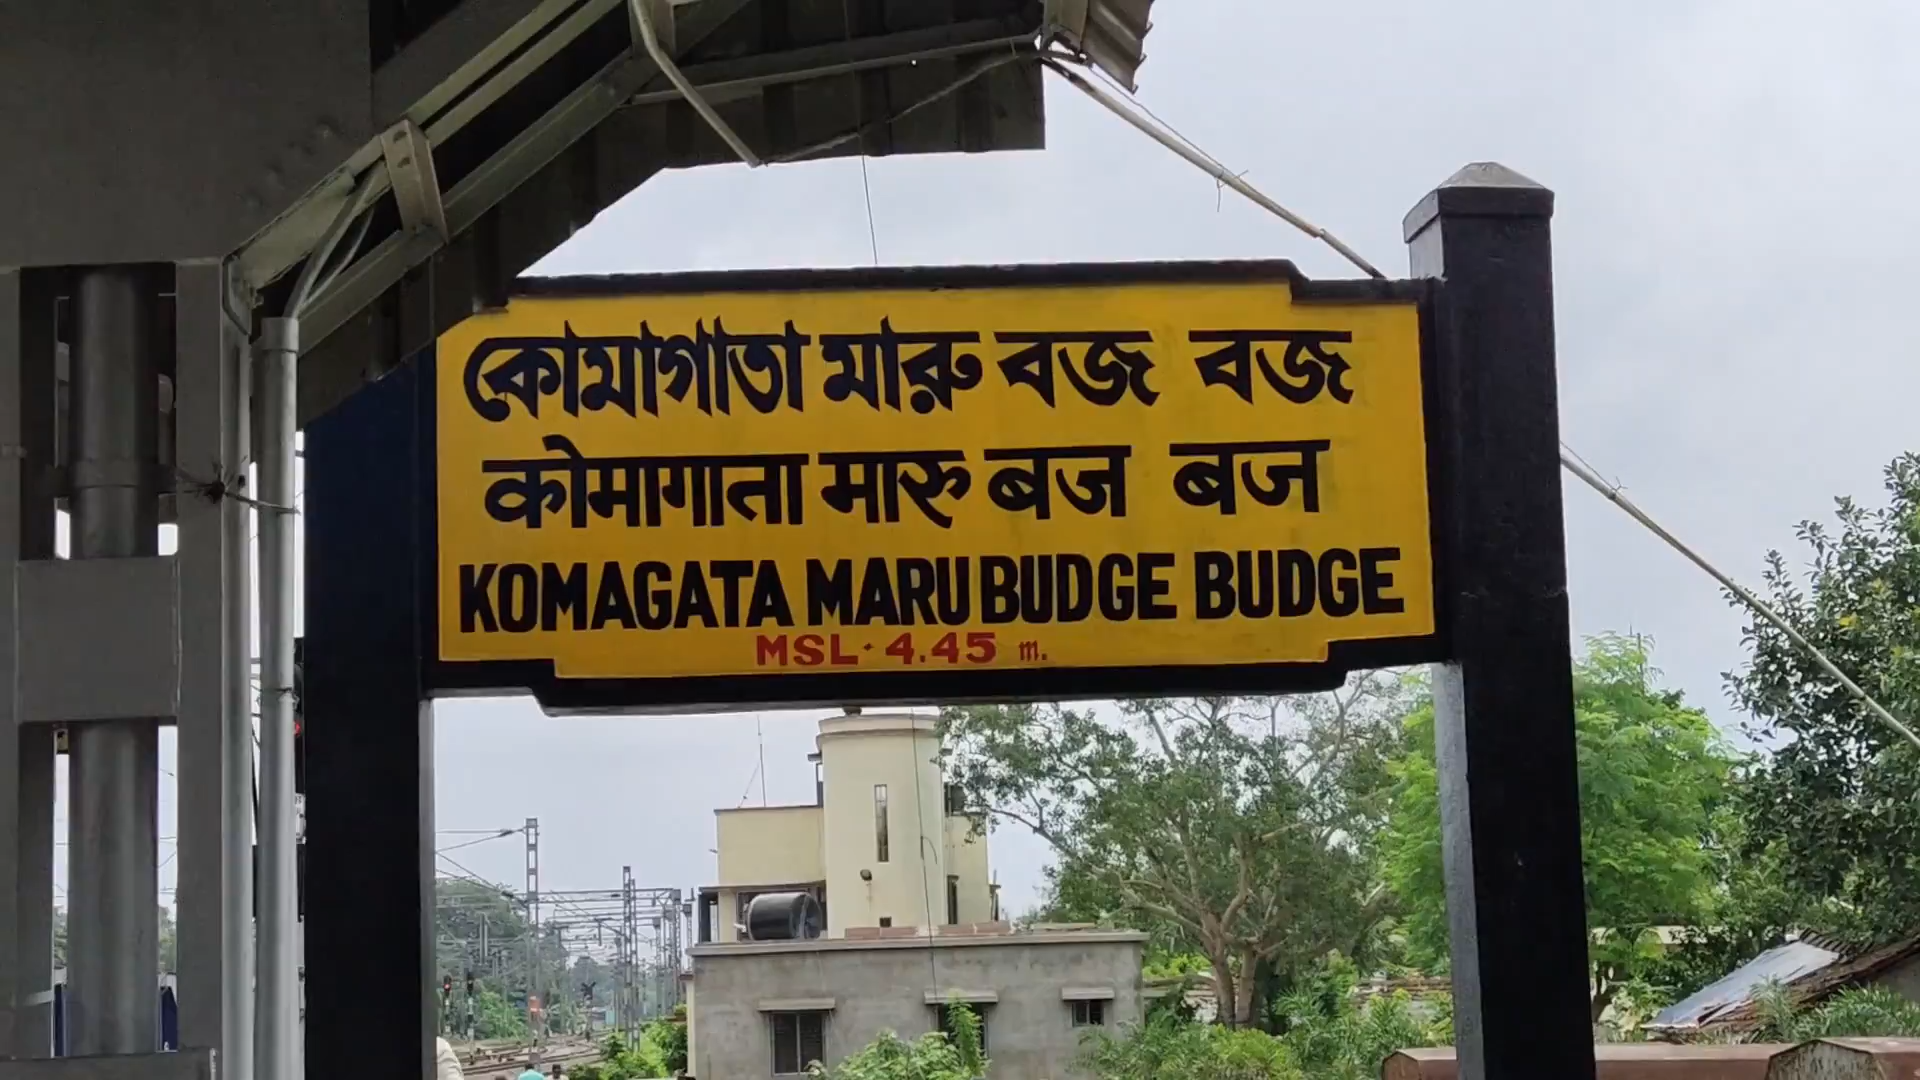 কোমাগাতা মারু বজ বজ
कोमागाता मारु बज बज
KOMAGATA MARU BUDGE BUDGE
MSL · 4.45 m.